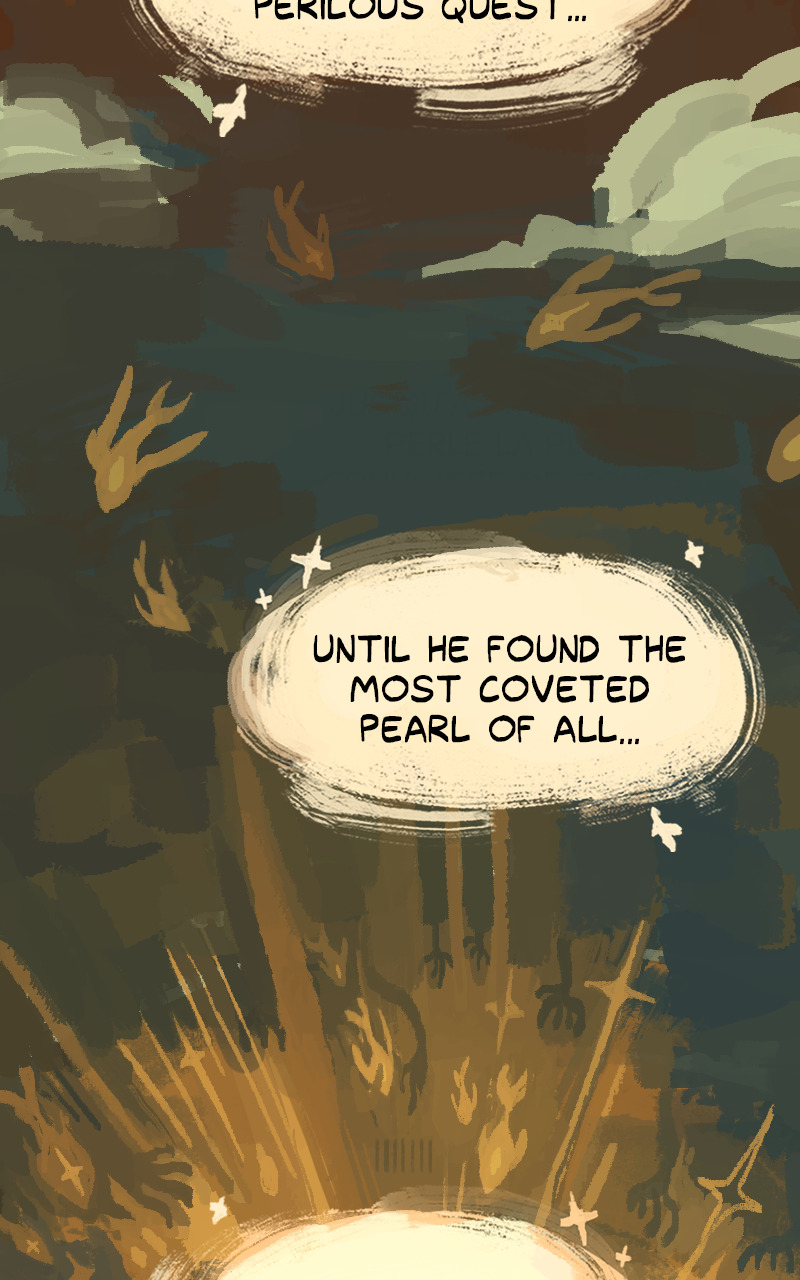 PERILOUS QUEST...
UNTIL HE FOUND THE
MOST COVETED
PEARL OF ALL...